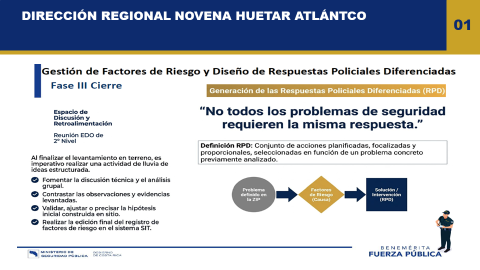 DIRECCIÓN REGIONAL NOVENA HUETAR ATLÁNTCO
01
Gestión de Factores de Riesgo y Diseño de Respuestas Policiales Diferenciadas
Fase III Cierre
Generación de las Respuestas Policiales Diferenciadas (RPD)
Espacio de
Discusión y
Retroalimentación
Reunión EDO de
2° Nivel
Al finalizar el levantamiento en terreno, es
imperativo realizar una actividad de lluvia de
ideas estructurada.
Fomentar la discusión técnica y el análisis
grupal.
Contrastar las observaciones y evidencias
levantadas.
Validar, ajustar o precisar la hipótesis
inicial construida en sitio.
Realizar la edición final del registro de
factores de riesgo en el sistema SIT.
“No todos los problemas de seguridad
requieren la misma respuesta.”
Definición RPD: Conjunto de acciones planificadas, focalizadas y
proporcionales, seleccionadas en función de un problema concreto
previamente analizado.
Problema
definido en
la ZIP
Factores
de Riesgo
(Causa)
Solución /
Intervención
(RPD)
MINISTERIO DE
SEGURIDAD PÚBLICA
GOBIERNO
DE COSTA RICA
BENEMÉRITA
FUERZA PÚBLICA